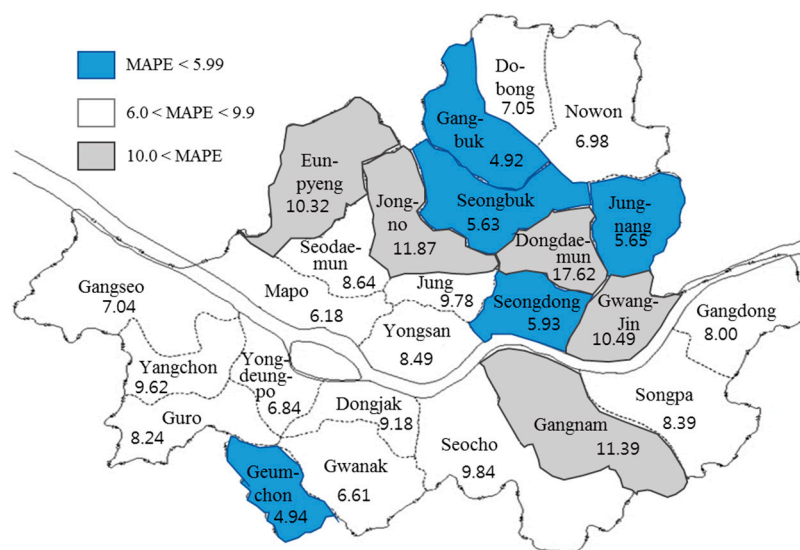 MAPE < 5.99
6.0 < MAPE < 9.9
10.0 < MAPE
Do-
bong
7.05
Nowon
6.98
Gang-
buk
4.92
Eun-
pyeng
10.32
Jong-
no
11.87
Seongbuk
5.63
Jung-
nang
5.65
Dongdae-
mun
17.62
Seodae-
mun
8.64
Jung
9.78
Seongdong
5.93
Gwang-
Jin
10.49
Gangseo
7.04
Mapo
6.18
Yongsan
8.49
Gangdong
8.00
Yangchon
9.62
Yong-
deung-
po
6.84
Songpa
8.39
Guro
8.24
Dongjak
9.18
Gangnam
11.39
Seocho
9.84
Geum-
chon
4.94
Gwanak
6.61